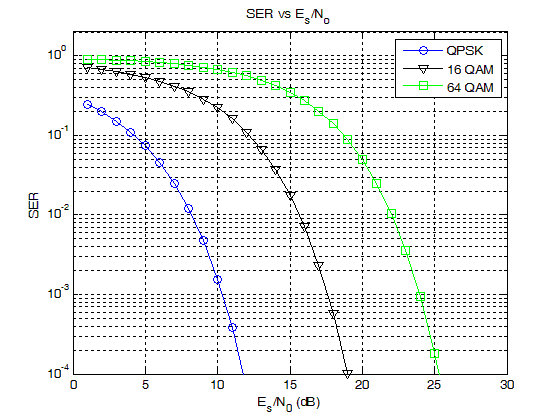 SER vs Es/No
10^0
10^-1
10^-2
10^-3
10^-4
SER
QPSK
16 QAM
64 QAM
0 5 10 15 20 25 30
Es/N0 (dB)